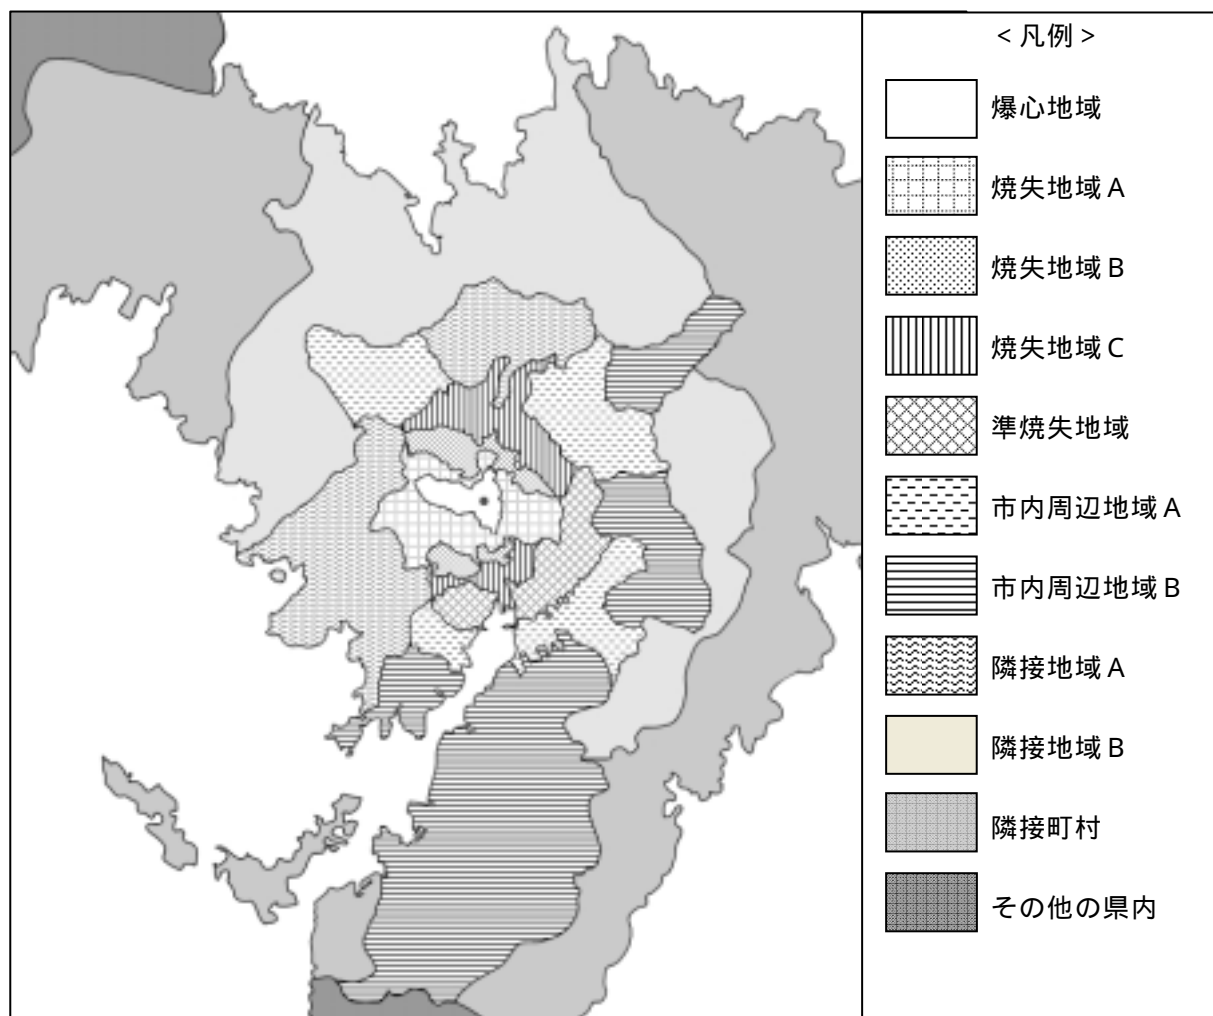 <凡例>
爆心地域
焼失地域A
焼失地域B
焼失地域C
準焼失地域
市内周辺地域A
市内周辺地域B
隣接地域A
隣接地域B
隣接町村
その他の県内